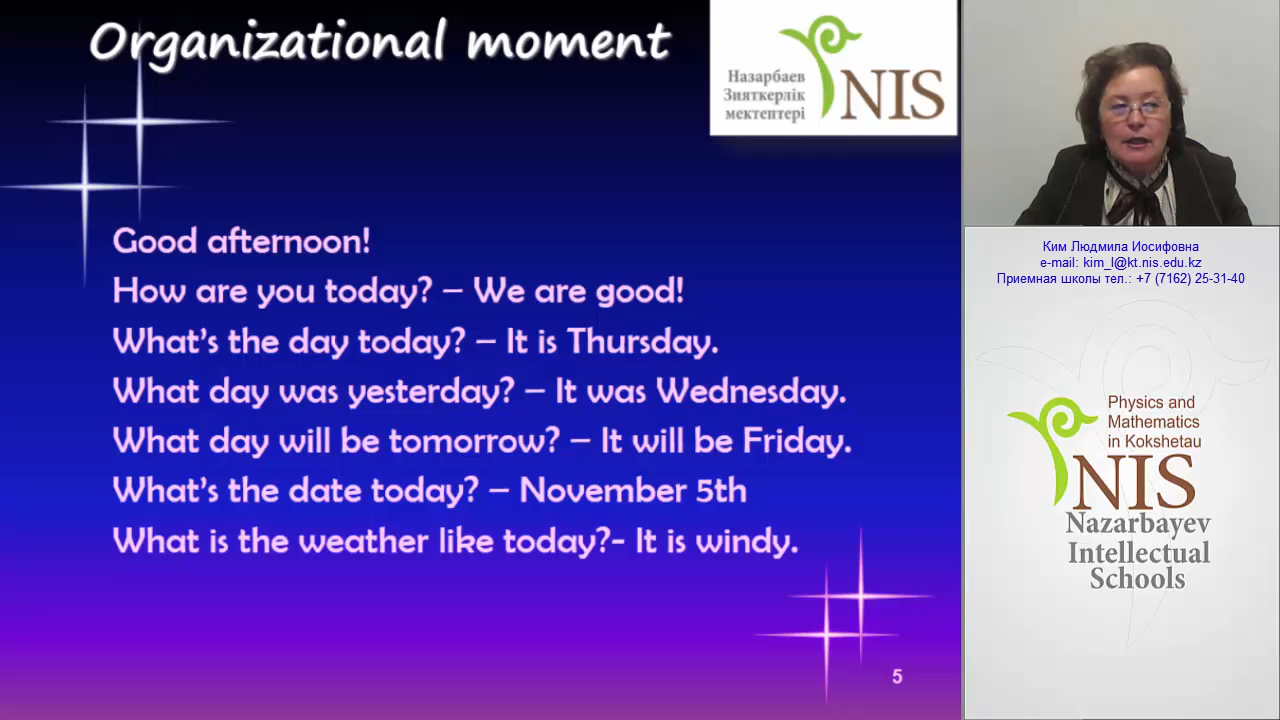 Organizational moment
Назарбаев
Зияткерлік
мектептері
NIS
Good afternoon!
How are you today? – We are good!
What's the day today? – It is Thursday.
What day was yesterday? – It was Wednesday.
What day will be tomorrow? – It will be Friday.
What's the date today? – November 5th
What is the weather like today?- It is windy.
5
Ким Людмила Иосифовна
e-mail: kim_l@kt.nis.edu.kz
Приемная школы тел.: +7 (7162) 25-31-40
Physics and
Mathematics
in Kokshetau
NIS
Nazarbayev
Intellectual
Schools